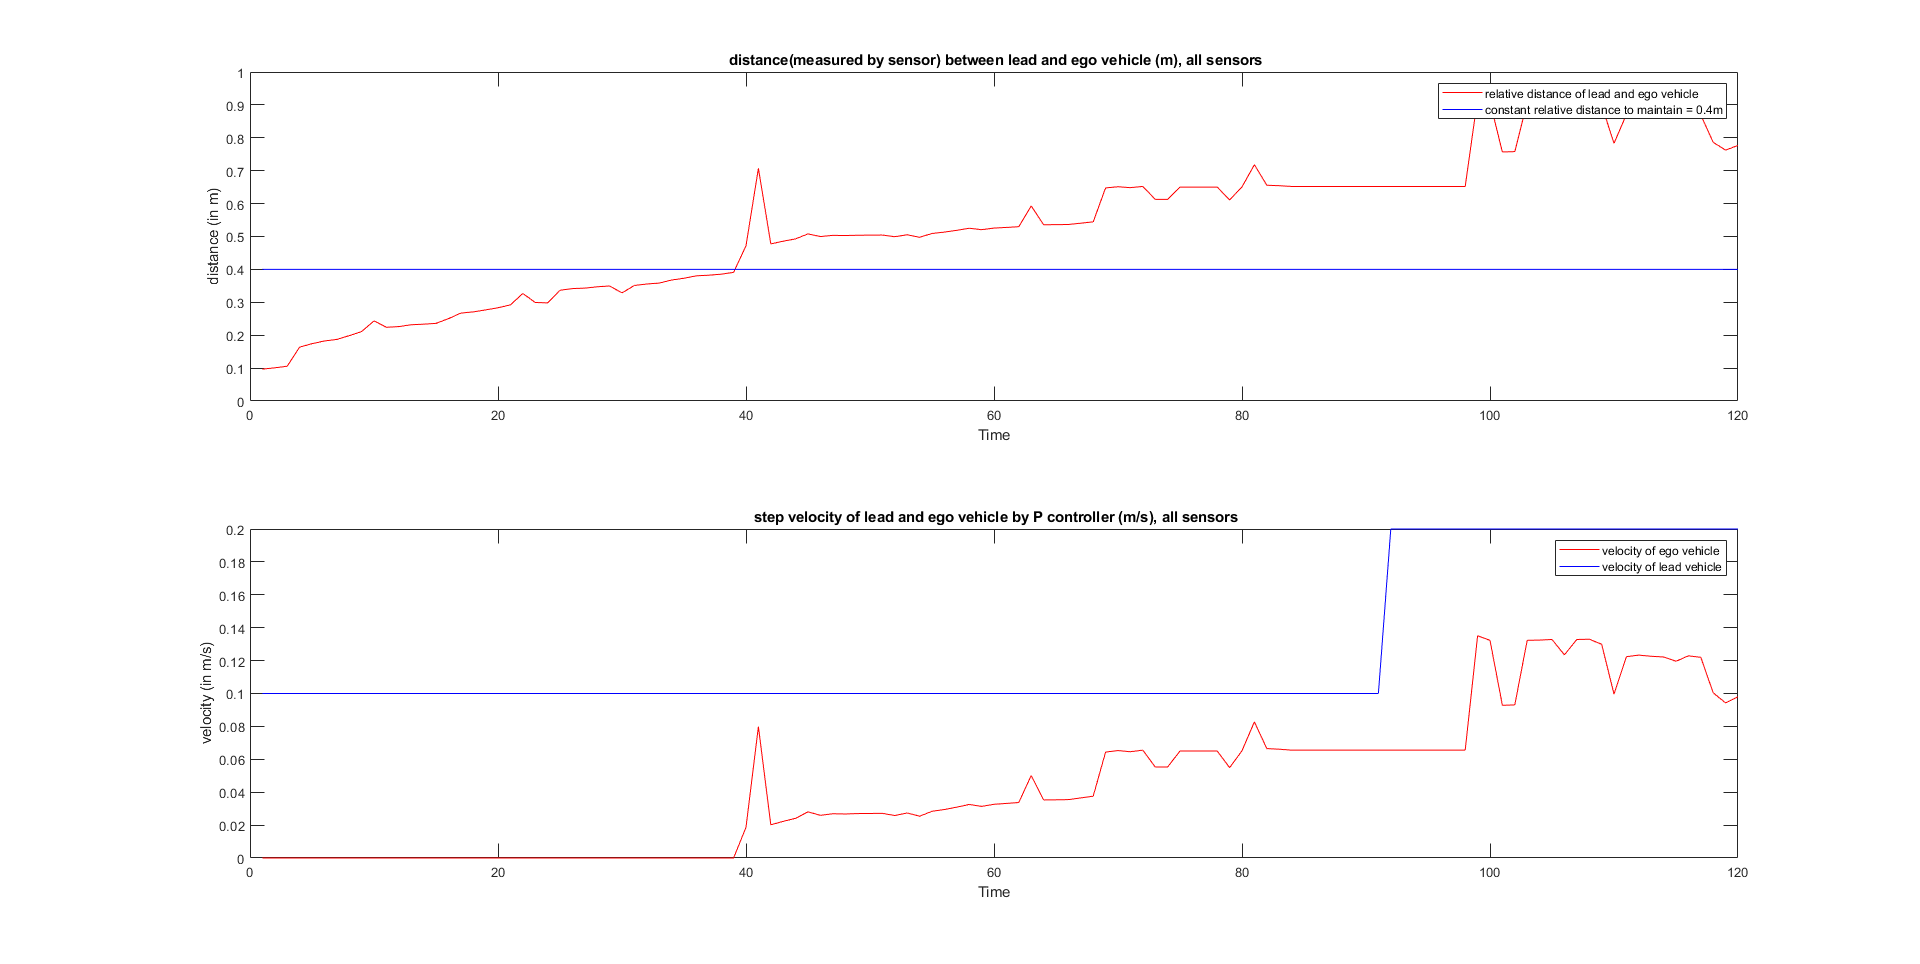 distance(measured by sensor) between lead and ego vehicle (m), all sensors
1
0.9
0.8
0.7
0.6
0.5
0.4
0.3
0.2
0.1
0
distance (in m)
relative distance of lead and ego vehicle
constant relative distance to maintain = 0.4m
0 20 40 60 80 100 120
Time
step velocity of lead and ego vehicle by P controller (m/s), all sensors
0.2
0.18
0.16
0.14
0.12
0.1
0.08
0.06
0.04
0.02
0
velocity (in m/s)
velocity of ego vehicle
velocity of lead vehicle
0 20 40 60 80 100 120
Time